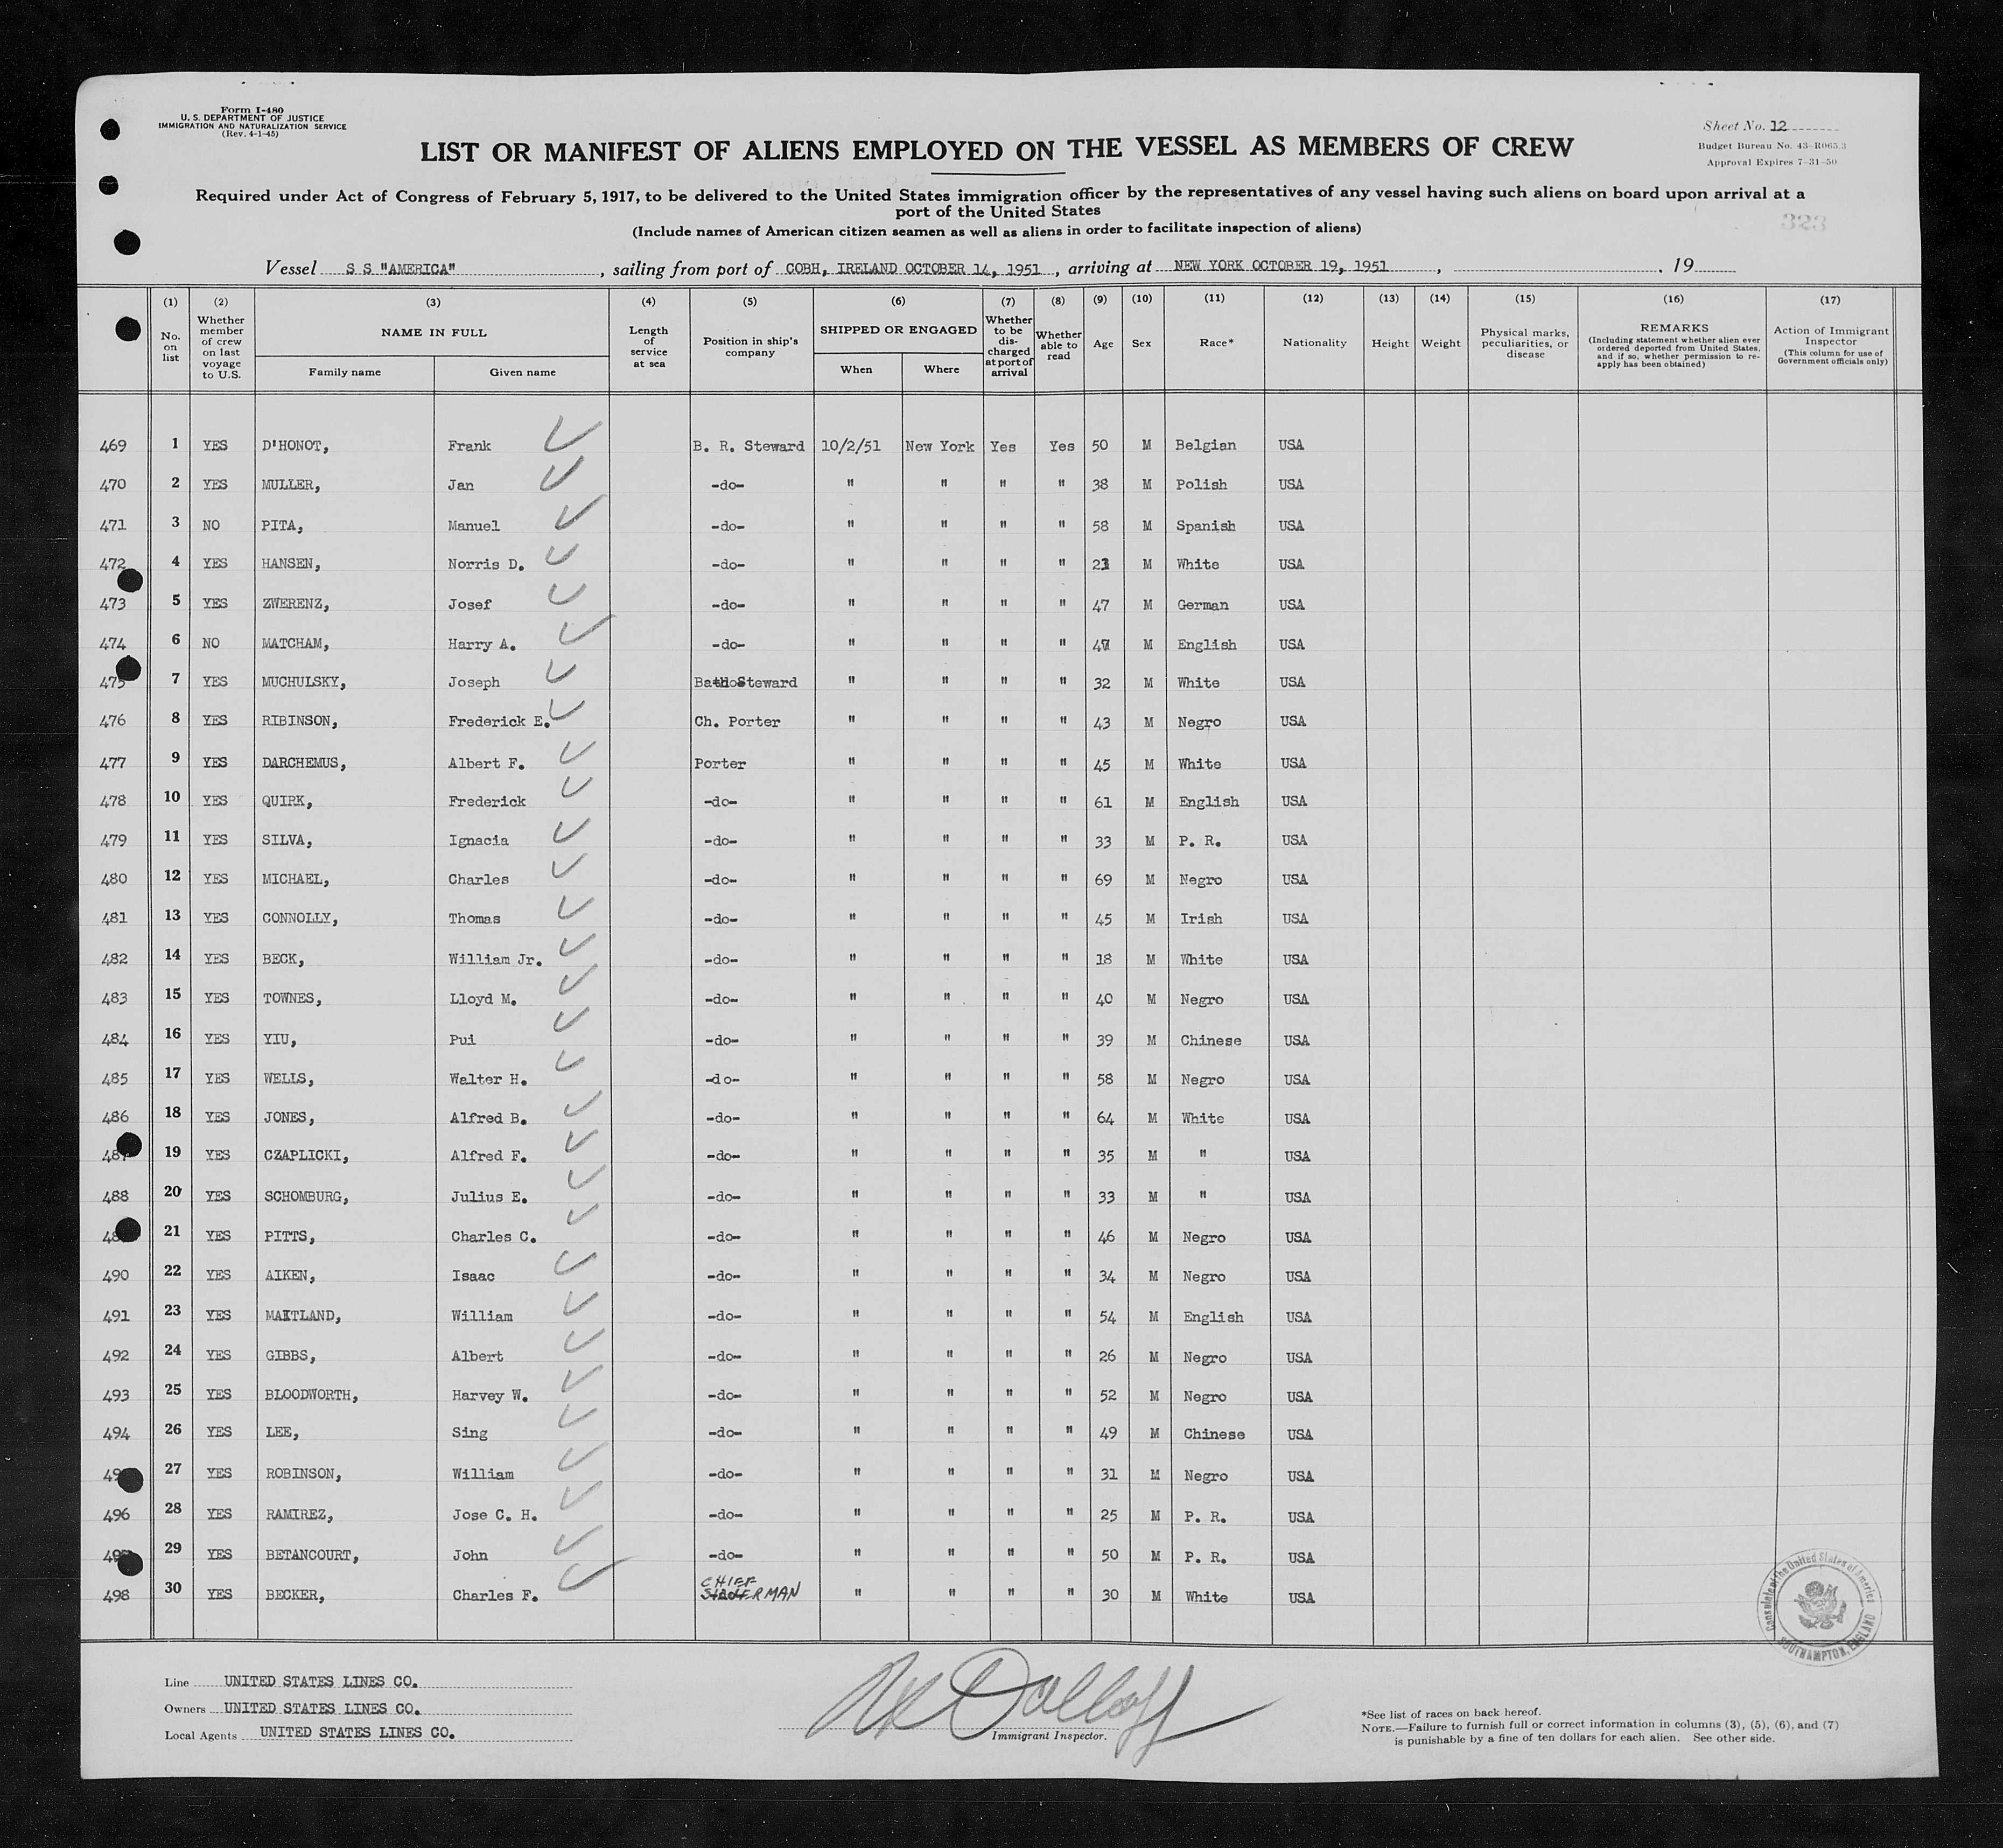 Form I-480
U. S. DEPARTMENT OF JUSTICE
IMMIGRATION AND NATURALIZATION SERVICE
(Rev. 4-1-45)
Sheet No. 12
Budget Bureau No. 43-R065.3
Approval Expires 7-31-50
LIST OR MANIFEST OF ALIENS EMPLOYED ON THE VESSEL AS MEMBERS OF CREW
Required under Act of Congress of February 5, 1917, to be delivered to the United States immigration officer by the representatives of any vessel having such aliens on board upon arrival at a
port of the United States
323
(Include names of American citizen seamen as well as aliens in order to facilitate inspection of aliens)
Vessel S S "AMERICA", sailing from port of COBH, IRELAND OCTOBER 14, 1951, arriving at NEW YORK OCTOBER 19, 1951, . 19
(1) No. on list
(2) Whether member of crew on last voyage to U.S.
(3) NAME IN FULL
Family name Given name
(4) Length of service at sea
(5) Position in ship's company
(6) SHIPPED OR ENGAGED
When Where
(7) Whether to be discharged at port of arrival
(8) Whether able to read
(9) Age
(10) Sex
(11) Race*
(12) Nationality
(13) Height
(14) Weight
(15) Physical marks, peculiarities, or disease
(16) REMARKS (Including statement whether alien ever ordered deported from United States, and if so, whether permission to reapply has been obtained)
(17) Action of Immigrant Inspector (This column for use of Government officials only)
469 1 YES D'HONOT, Frank B. R. Steward 10/2/51 New York Yes Yes 50 M Belgian USA
470 2 YES MULLER, Jan -do- " " " " 38 M Polish USA
471 3 NO PITA, Manuel -do- " " " " 58 M Spanish USA
472 4 YES HANSEN, Norris D. -do- " " " " M White USA
473 5 YES ZWERENZ, Josef -do- " " " " 47 M German USA
474 6 NO MATCHAM, Harry A. -do- " " " " M English USA
475 7 YES MUCHULSKY, Joseph Steward " " " " 32 M White USA
476 8 YES RIBINSON, Frederick E. Ch. Porter " " " " 43 M Negro USA
477 9 YES DARCHEMUS, Albert F. Porter " " " " 45 M White USA
478 10 YES QUIRK, Frederick -do- " " " " 61 M English USA
479 11 YES SILVA, Ignacia -do- " " " " 33 M P. R. USA
480 12 YES MICHAEL, Charles -do- " " " " 69 M Negro USA
481 13 YES CONNOLLY, Thomas -do- " " " " 45 M Irish USA
482 14 YES BECK, William Jr. -do- " " " " 18 M White USA
483 15 YES TOWNES, Lloyd M. -do- " " " " 40 M Negro USA
484 16 YES YIU, Pui -do- " " " " 39 M Chinese USA
485 17 YES WELLS, Walter H. -do- " " " " 58 M Negro USA
486 18 YES JONES, Alfred B. -do- " " " " 64 M White USA
19 YES CZAPLICKI, Alfred F. -do- " " " " 35 M " USA
488 20 YES SCHOMBURG, Julius E. -do- " " " " 33 M " USA
21 YES PITTS, Charles C. -do- " " " " 46 M Negro USA
490 22 YES AIKEN, Isaac -do- " " " " 34 M Negro USA
491 23 YES MAITLAND, William -do- " " " " 54 M English USA
492 24 YES GIBBS, Albert -do- " " " " 26 M Negro USA
493 25 YES BLOODWORTH, Harvey W. -do- " " " " 52 M Negro USA
494 26 YES LEE, Sing -do- " " " " 49 M Chinese USA
27 YES ROBINSON, William -do- " " " " 31 M Negro USA
496 28 YES RAMIREZ, Jose C. H. -do- " " " " 25 M P. R. USA
29 YES BETANCOURT, John -do- " " " " 50 M P. R. USA
498 30 YES BECKER, Charles F. CHIEF " " " " 30 M White USA
Consulate of the United States of America
SOUTHAMPTON, ENGLAND
Line UNITED STATES LINES CO.
Owners UNITED STATES LINES CO.
Local Agents UNITED STATES LINES CO.
Immigrant Inspector.
*See list of races on back hereof.
NOTE.—Failure to furnish full or correct information in columns (3), (5), (6), and (7)
is punishable by a fine of ten dollars for each alien. See other side.